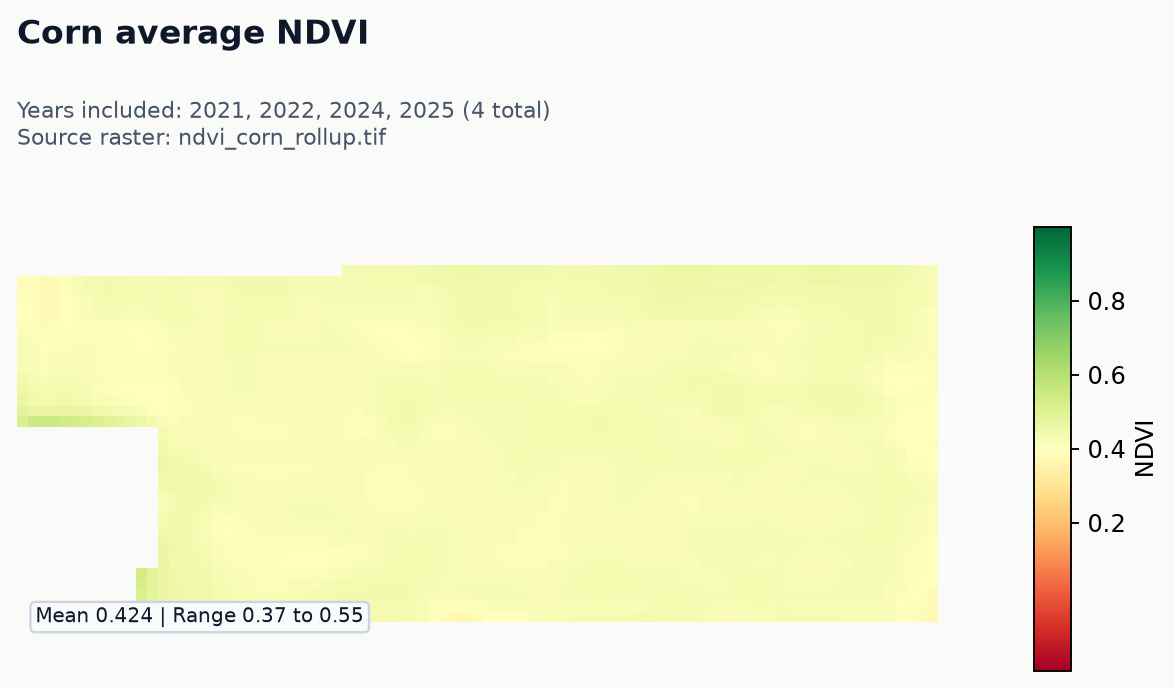 Corn average NDVI
Years included: 2021, 2022, 2024, 2025 (4 total)
Source raster: ndvi_corn_rollup.tif
0.8
0.6
0.4
0.2
NDVI
Mean 0.424 | Range 0.37 to 0.55